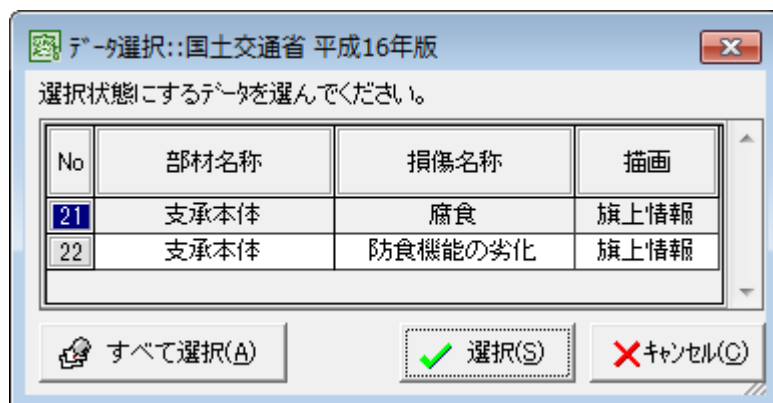 ﾃﾞｰﾀ選択::国土交通省 平成16年版
選択状態にするﾃﾞｰﾀを選んでください。
No 部材名称 損傷名称 描画
21 支承本体 腐食 旗上情報
22 支承本体 防食機能の劣化 旗上情報
すべて選択(A) 選択(S) ｷｬﾝｾﾙ(C)